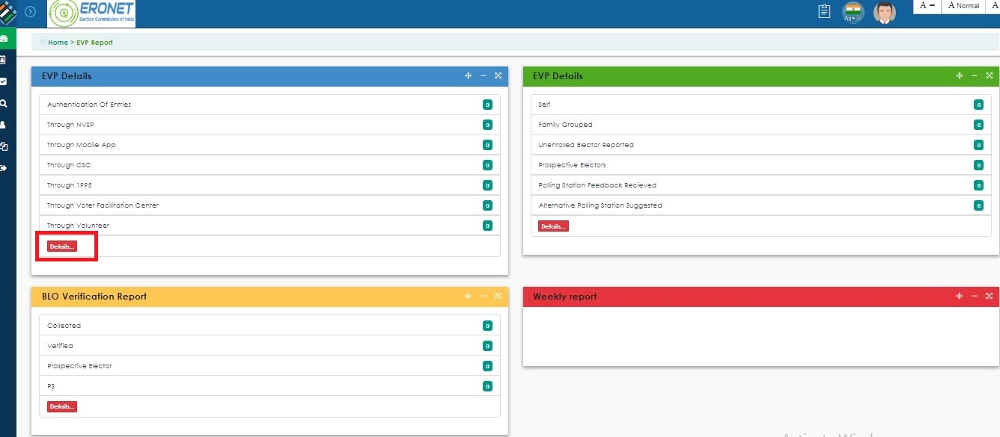 ERONET
Election Commission of India
A −
A Normal
A
Home > EVP Report
EVP Details
Authentication Of Entries 0
Through NVSP 0
Through Mobile App 0
Through CSC 0
Through 1995 0
Through Voter Facilitation Center 0
Through Volunteer 0
Details...
EVP Details
Self 0
Family Grouped 0
Unenrolled Elector Reported 0
Prospective Electors 0
Polling Station Feedback Recieved 0
Alternative Polling Station Suggested 0
Details...
BLO Verification Report
Collected 0
Verified 0
Prospective Elector 0
PS 0
Details...
Weekly report